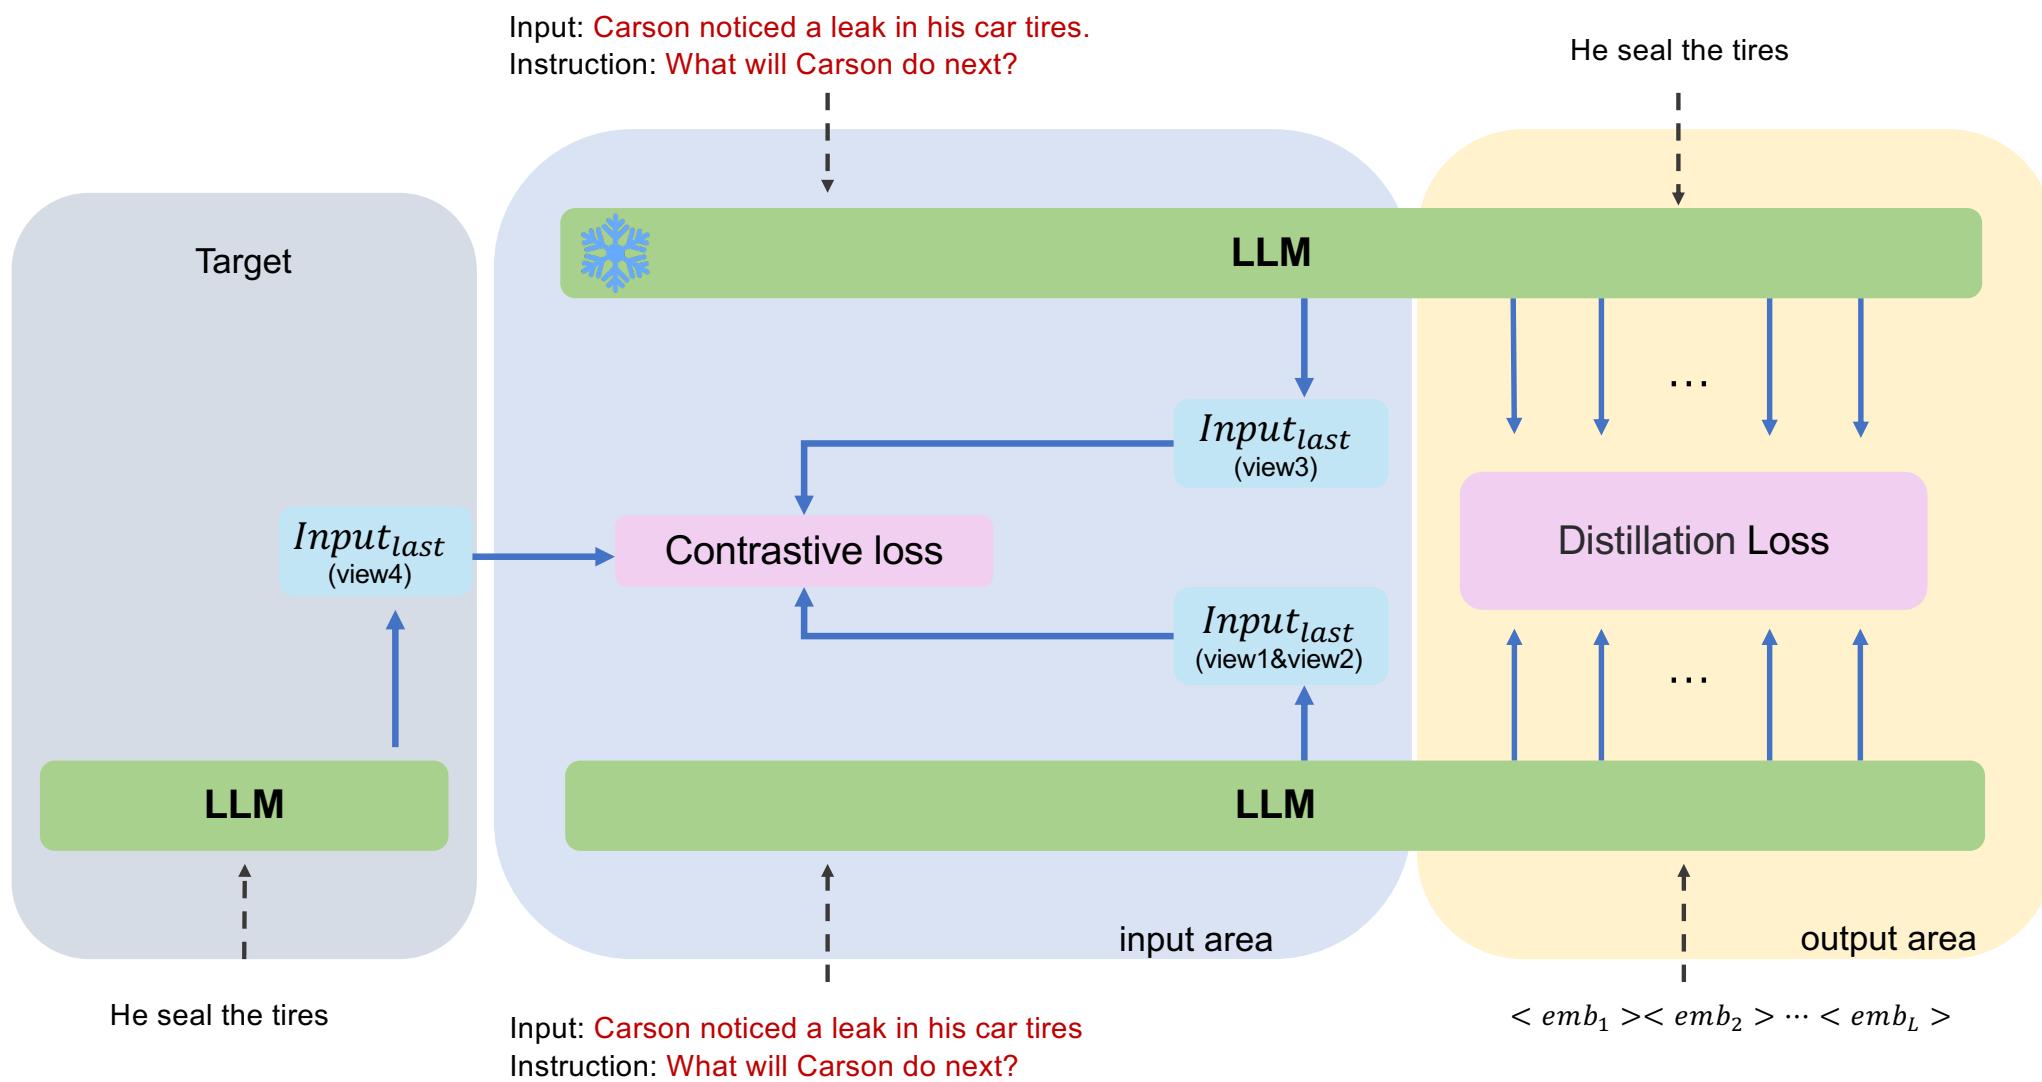 Input: Carson noticed a leak in his car tires.
Instruction: What will Carson do next?
He seal the tires
Target
LLM
Input_last
(view3)
Input_last
(view4)
Contrastive loss
Distillation Loss
...
Input_last
(view1&view2)
...
LLM
LLM
input area
output area
He seal the tires
Input: Carson noticed a leak in his car tires
Instruction: What will Carson do next?
< emb_1 >< emb_2 > ⋯ < emb_L >